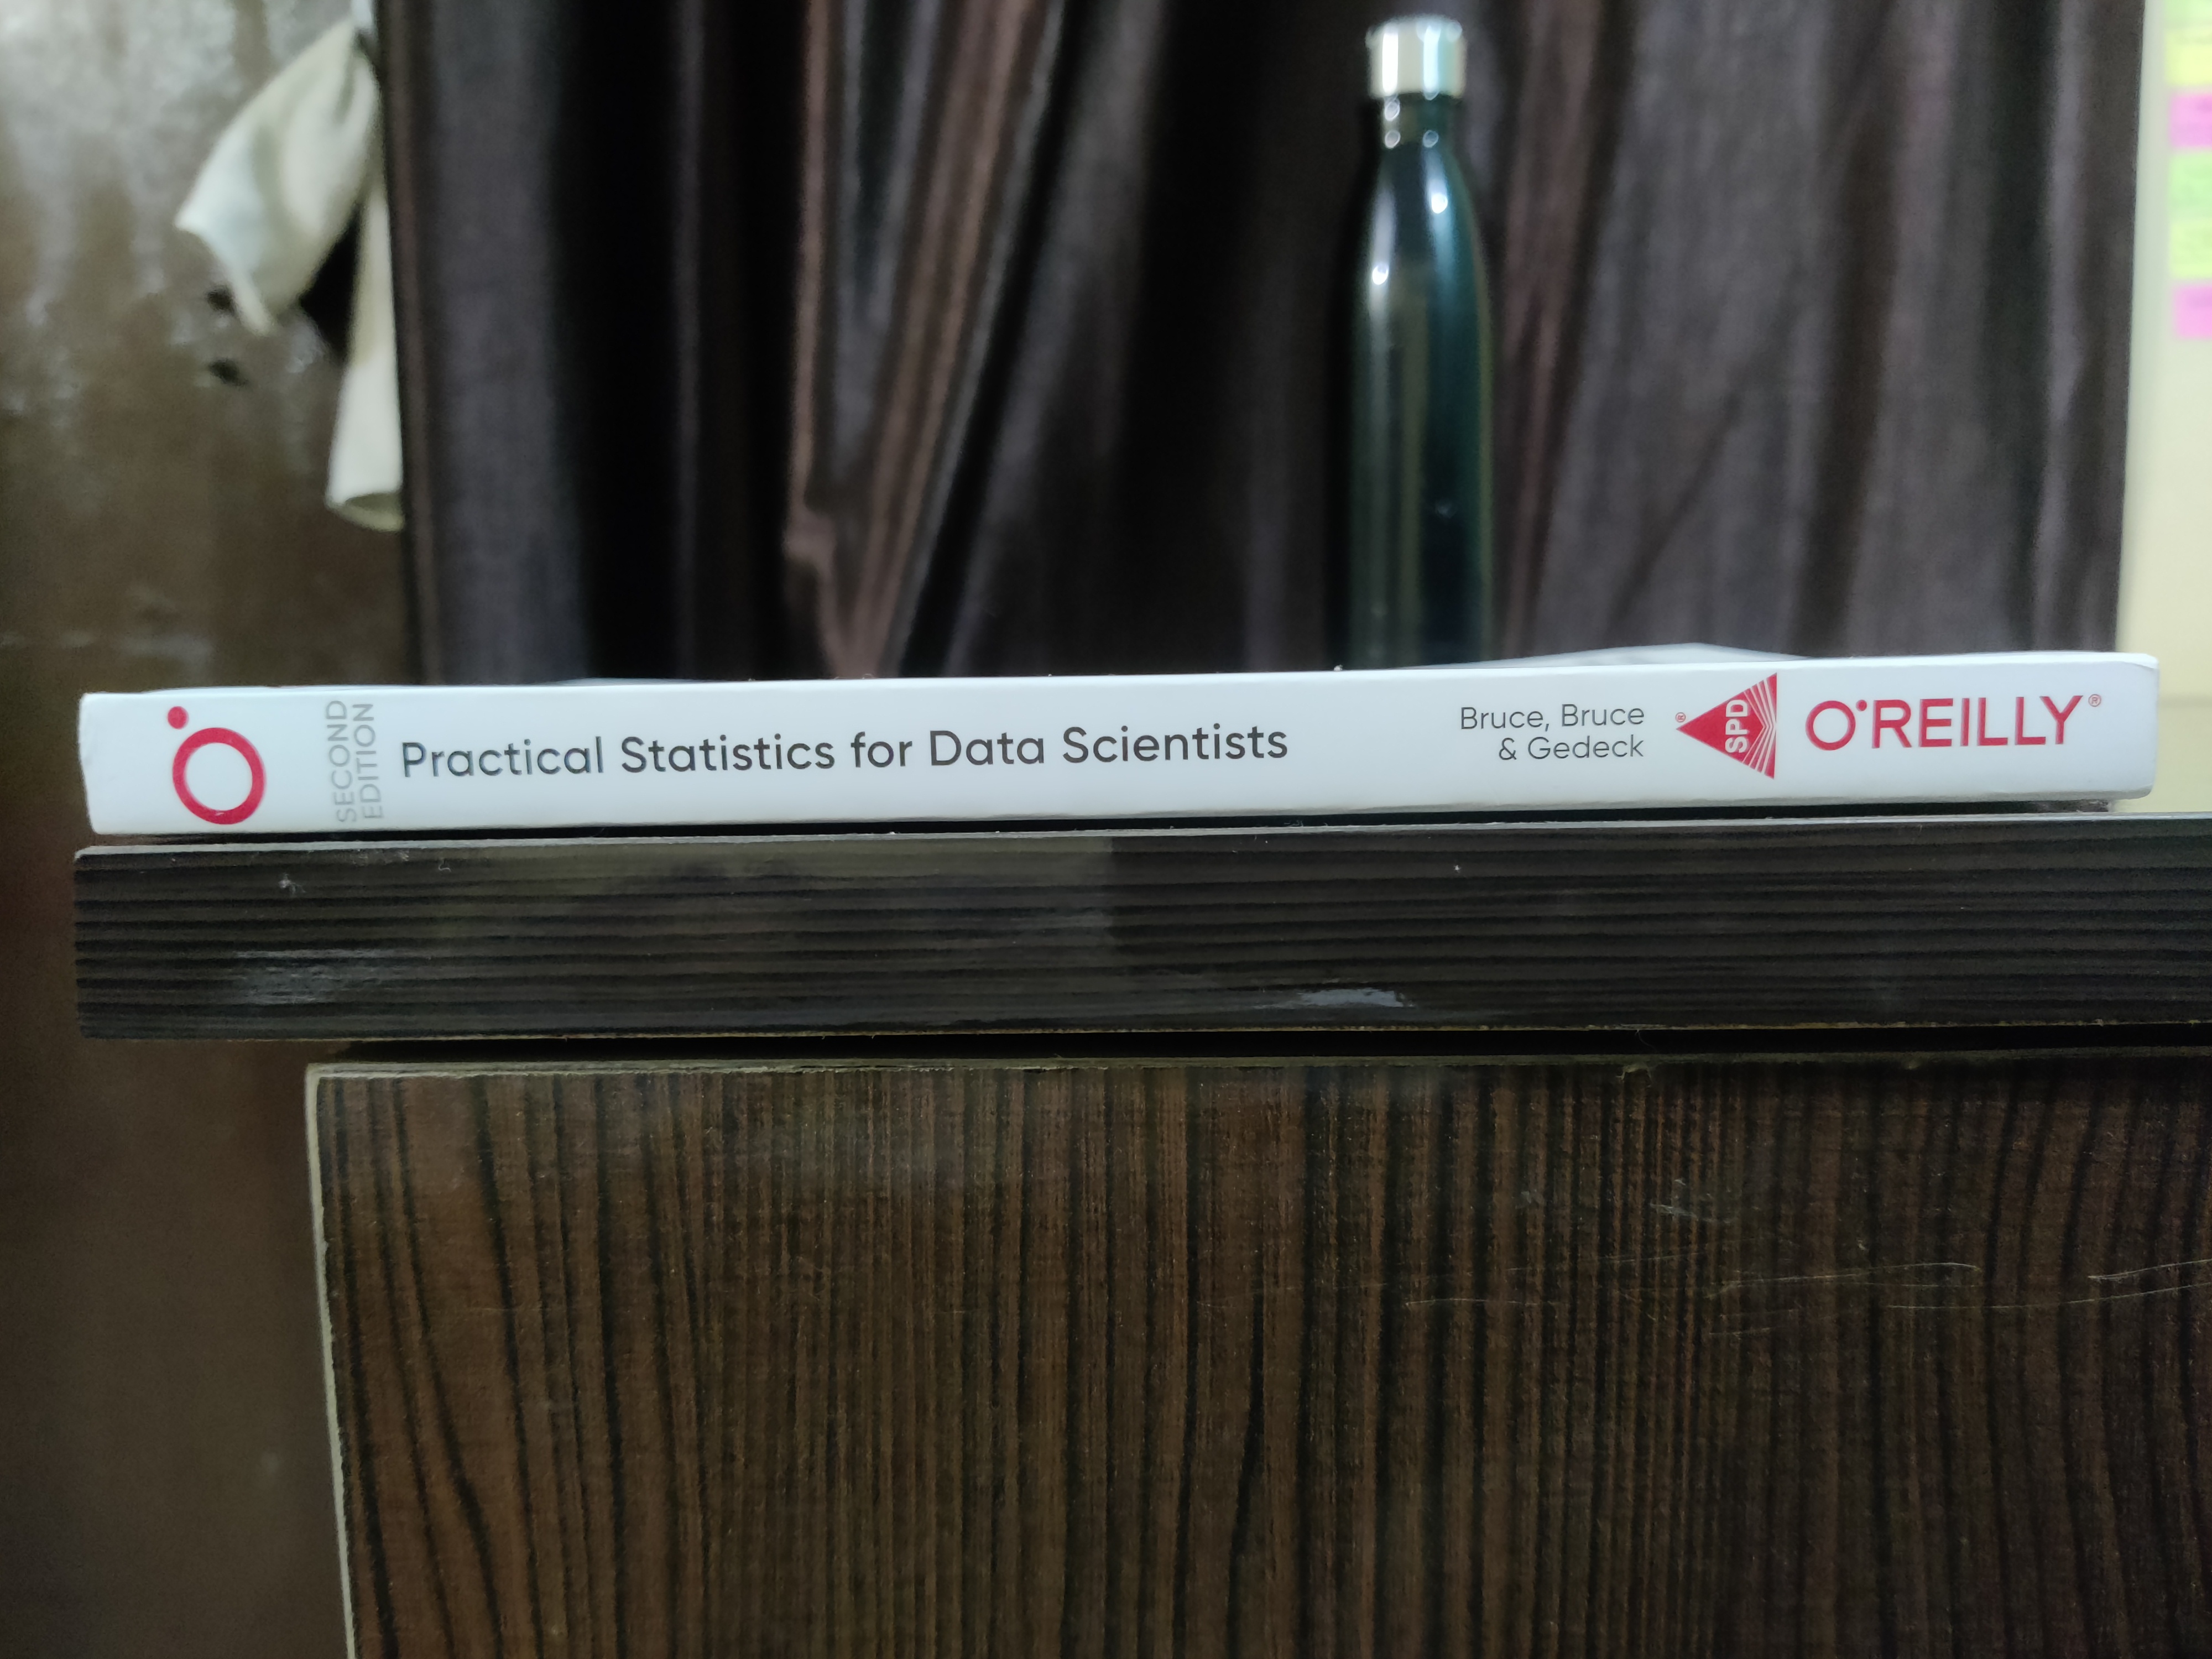 SECOND
EDITION
Practical Statistics for Data Scientists
Bruce, Bruce
& Gedeck
SPD®
O'REILLY®